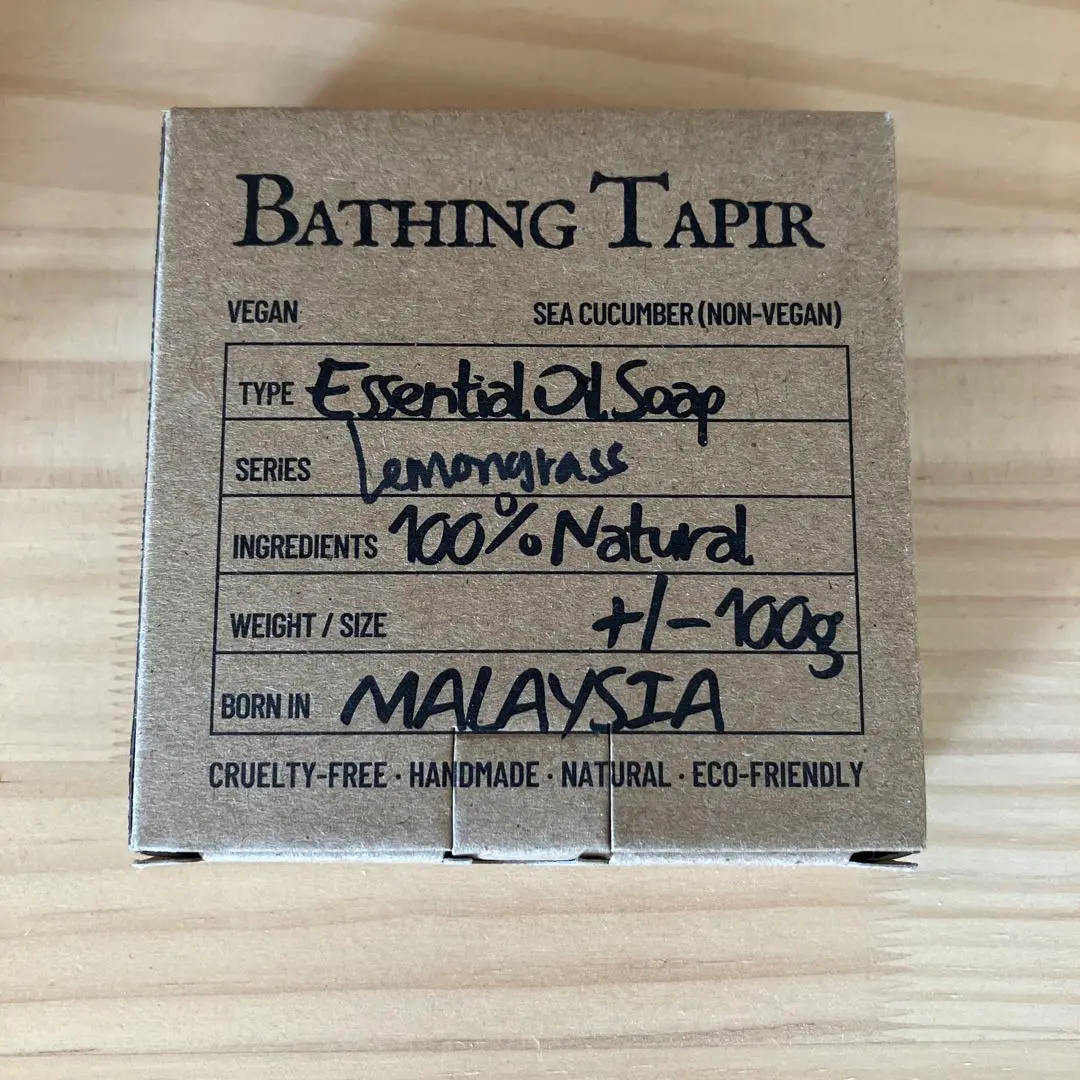 BATHING TAPIR
VEGAN SEA CUCUMBER (NON-VEGAN)
TYPE Essential Oil Soap
SERIES Lemongrass
INGREDIENTS 100% Natural
WEIGHT / SIZE +/- 100g
BORN IN MALAYSIA
CRUELTY-FREE · HANDMADE · NATURAL · ECO-FRIENDLY